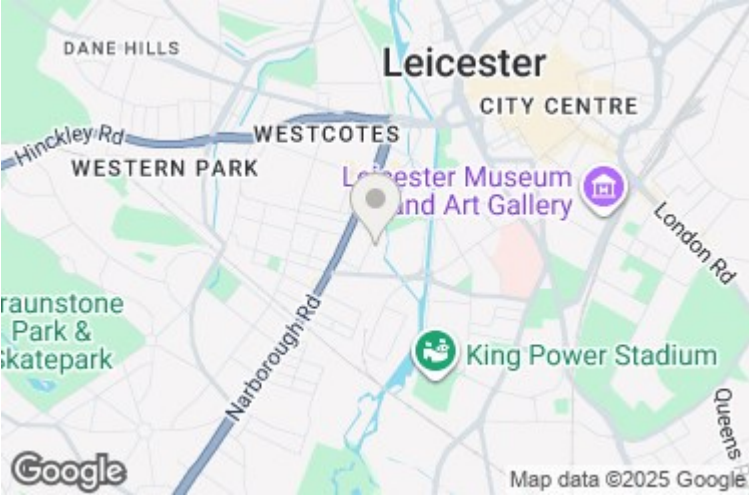 DANE HILLS
Leicester
CITY CENTRE
Hinckley Rd
WESTCOTES
WESTERN PARK
Leicester Museum
and Art Gallery
London Rd
raunstone
Park &
skatepark
Narborough Rd
King Power Stadium
Queens
Google
Map data ©2025 Google